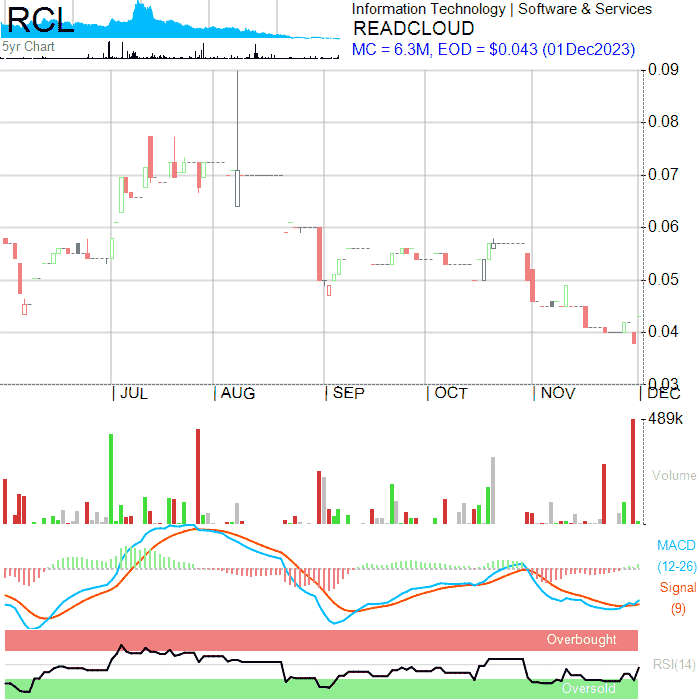 RCL
5yr Chart
Information Technology | Software & Services
READCLOUD
MC = 6.3M, EOD = $0.043 (01Dec2023)
0.09
0.08
0.07
0.06
0.05
0.04
0.03
JUL
AUG
SEP
OCT
NOV
DEC
489k
Volume
MACD
(12-26)
Signal
(9)
Overbought
RSI(14)
Oversold